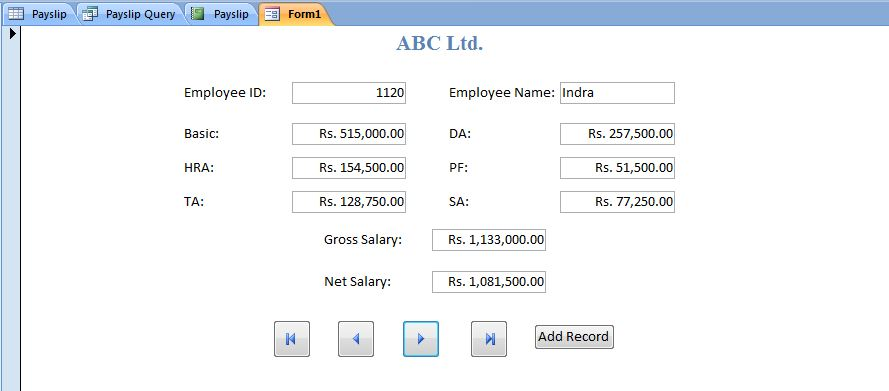 Payslip Payslip Query Payslip Form1
ABC Ltd.
Employee ID: 1120 Employee Name: Indra
Basic: Rs. 515,000.00 DA: Rs. 257,500.00
HRA: Rs. 154,500.00 PF: Rs. 51,500.00
TA: Rs. 128,750.00 SA: Rs. 77,250.00
Gross Salary: Rs. 1,133,000.00
Net Salary: Rs. 1,081,500.00
Add Record